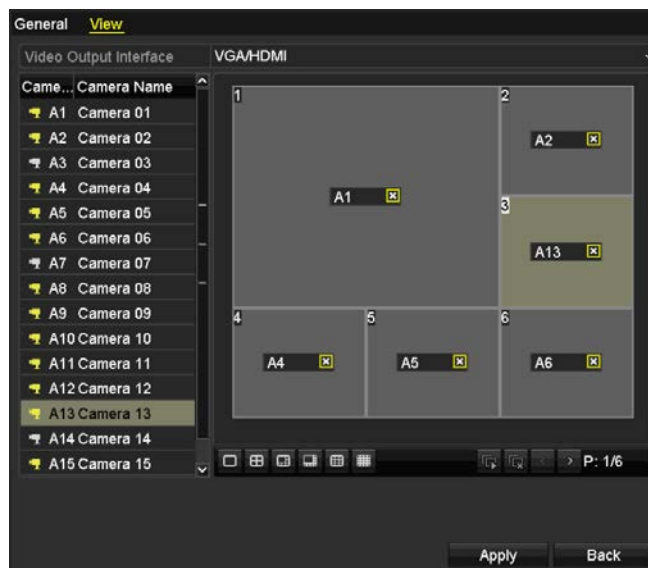 General View
Video Output Interface VGA/HDMI
Came... Camera Name
A1 Camera 01
A2 Camera 02
A3 Camera 03
A4 Camera 04
A5 Camera 05
A6 Camera 06
A7 Camera 07
A8 Camera 08
A9 Camera 09
A10 Camera 10
A11 Camera 11
A12 Camera 12
A13 Camera 13
A14 Camera 14
A15 Camera 15
1
A1
2
A2
3
A13
4
A4
5
A5
6
A6
P: 1/6
Apply Back